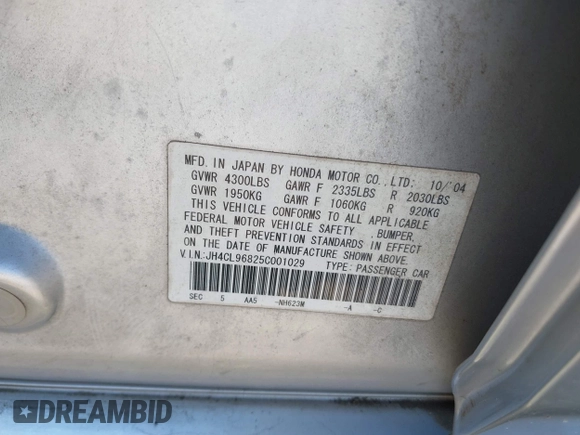 MFD. IN JAPAN BY HONDA MOTOR CO., LTD: 10/'04
GVWR 4300LBS GAWR F 2335LBS R 2030LBS
GVWR 1950KG GAWR F 1060KG R 920KG
THIS VEHICLE CONFORMS TO ALL APPLICABLE
FEDERAL MOTOR VEHICLE SAFETY , BUMPER,
AND THEFT PREVENTION STANDARDS IN EFFECT
ON THE DATE OF MANUFACTURE SHOWN ABOVE.
V.I.N.:JH4CL96825C001029 TYPE: PASSENGER CAR
SEC 5 AA5 -NH623M -A -C
DREAMBID